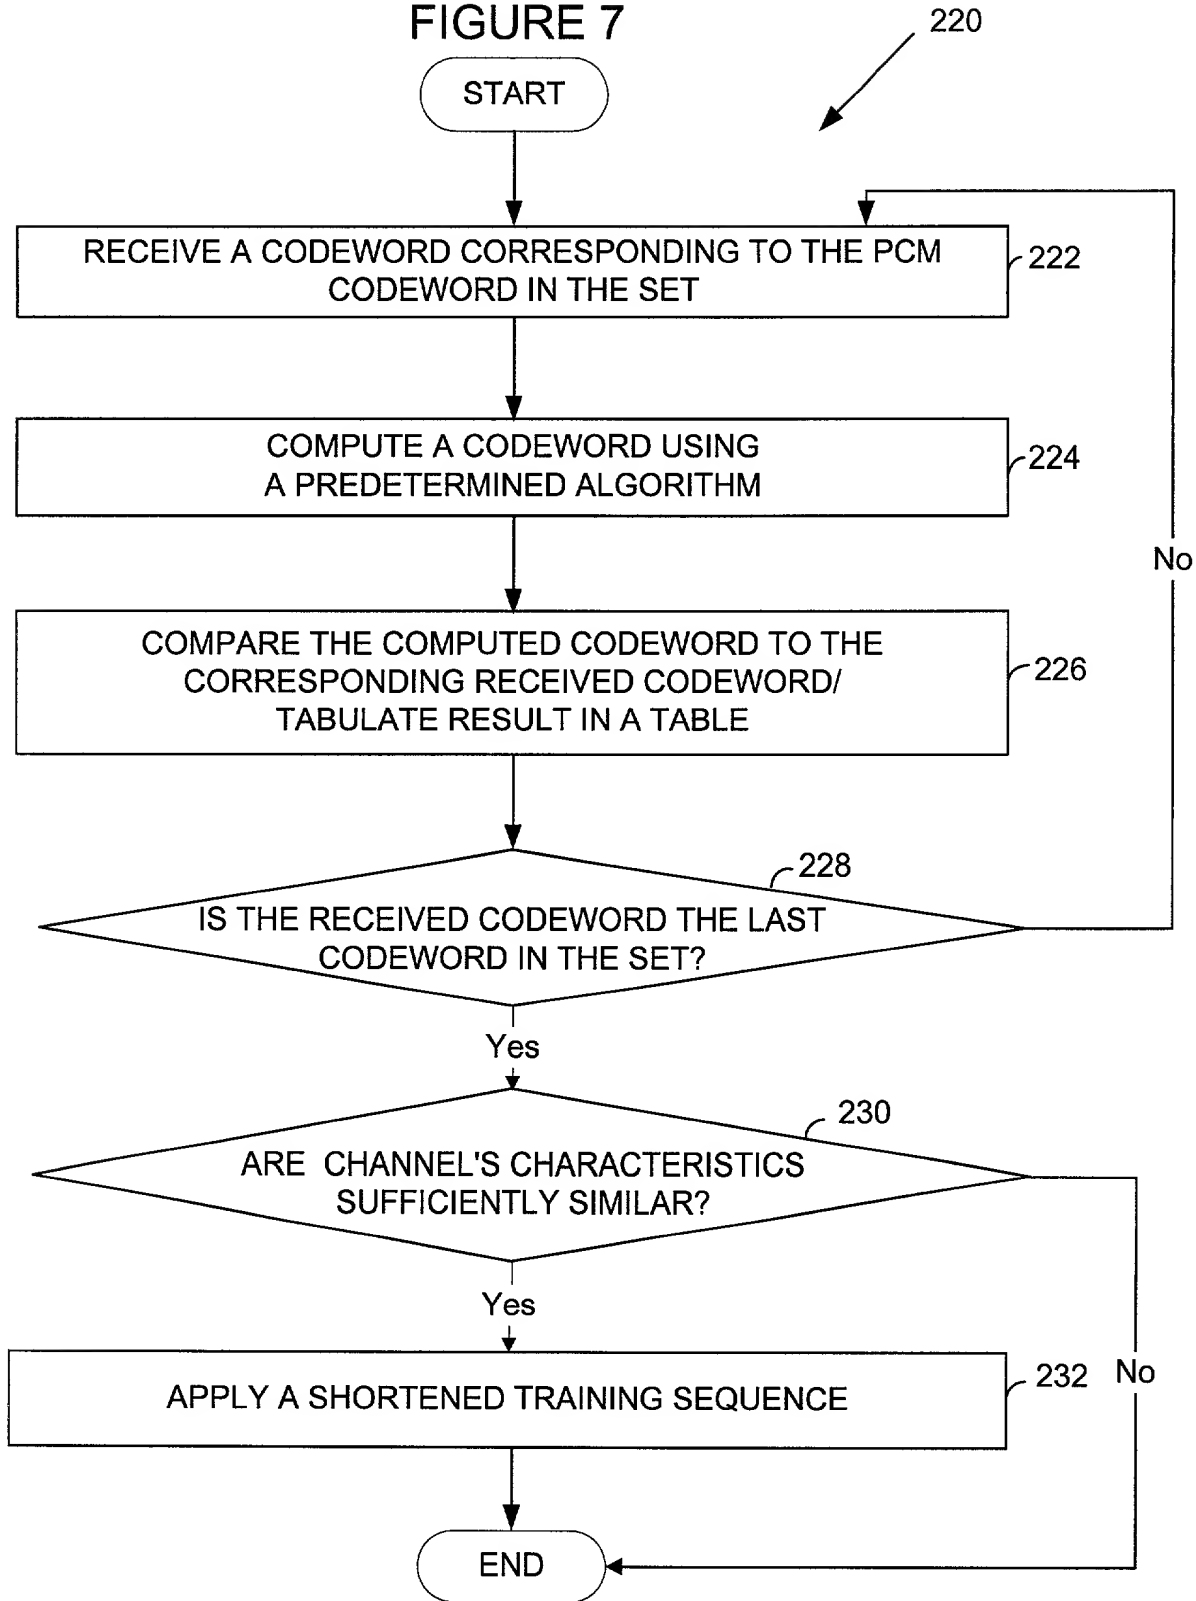 FIGURE 7
220
START
RECEIVE A CODEWORD CORRESPONDING TO THE PCM
CODEWORD IN THE SET
222
COMPUTE A CODEWORD USING
A PREDETERMINED ALGORITHM
224
No
COMPARE THE COMPUTED CODEWORD TO THE
CORRESPONDING RECEIVED CODEWORD/
TABULATE RESULT IN A TABLE
226
228
IS THE RECEIVED CODEWORD THE LAST
CODEWORD IN THE SET?
Yes
230
ARE CHANNEL'S CHARACTERISTICS
SUFFICIENTLY SIMILAR?
Yes
APPLY A SHORTENED TRAINING SEQUENCE
232
No
END